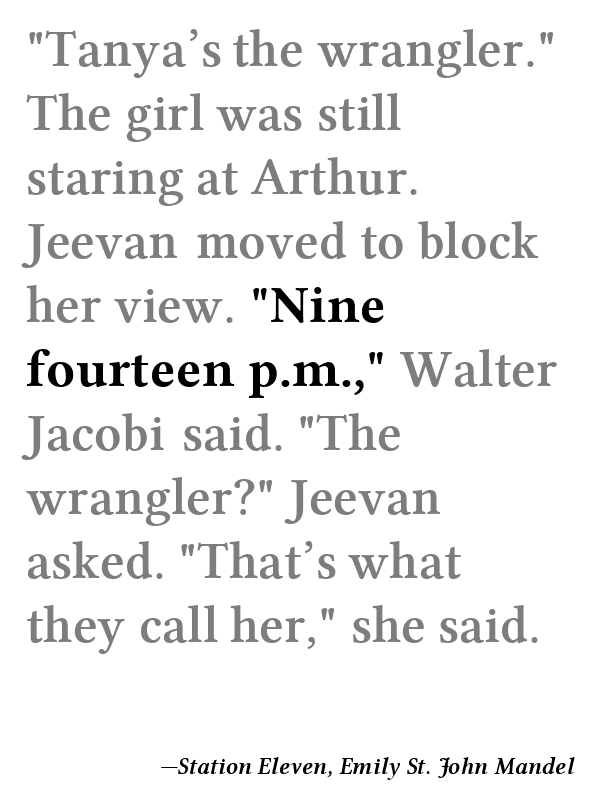 "Tanya’s the wrangler."
The girl was still
staring at Arthur.
Jeevan moved to block
her view. "Nine
fourteen p.m.," Walter
Jacobi said. "The
wrangler?" Jeevan
asked. "That’s what
they call her," she said.
—Station Eleven, Emily St. John Mandel